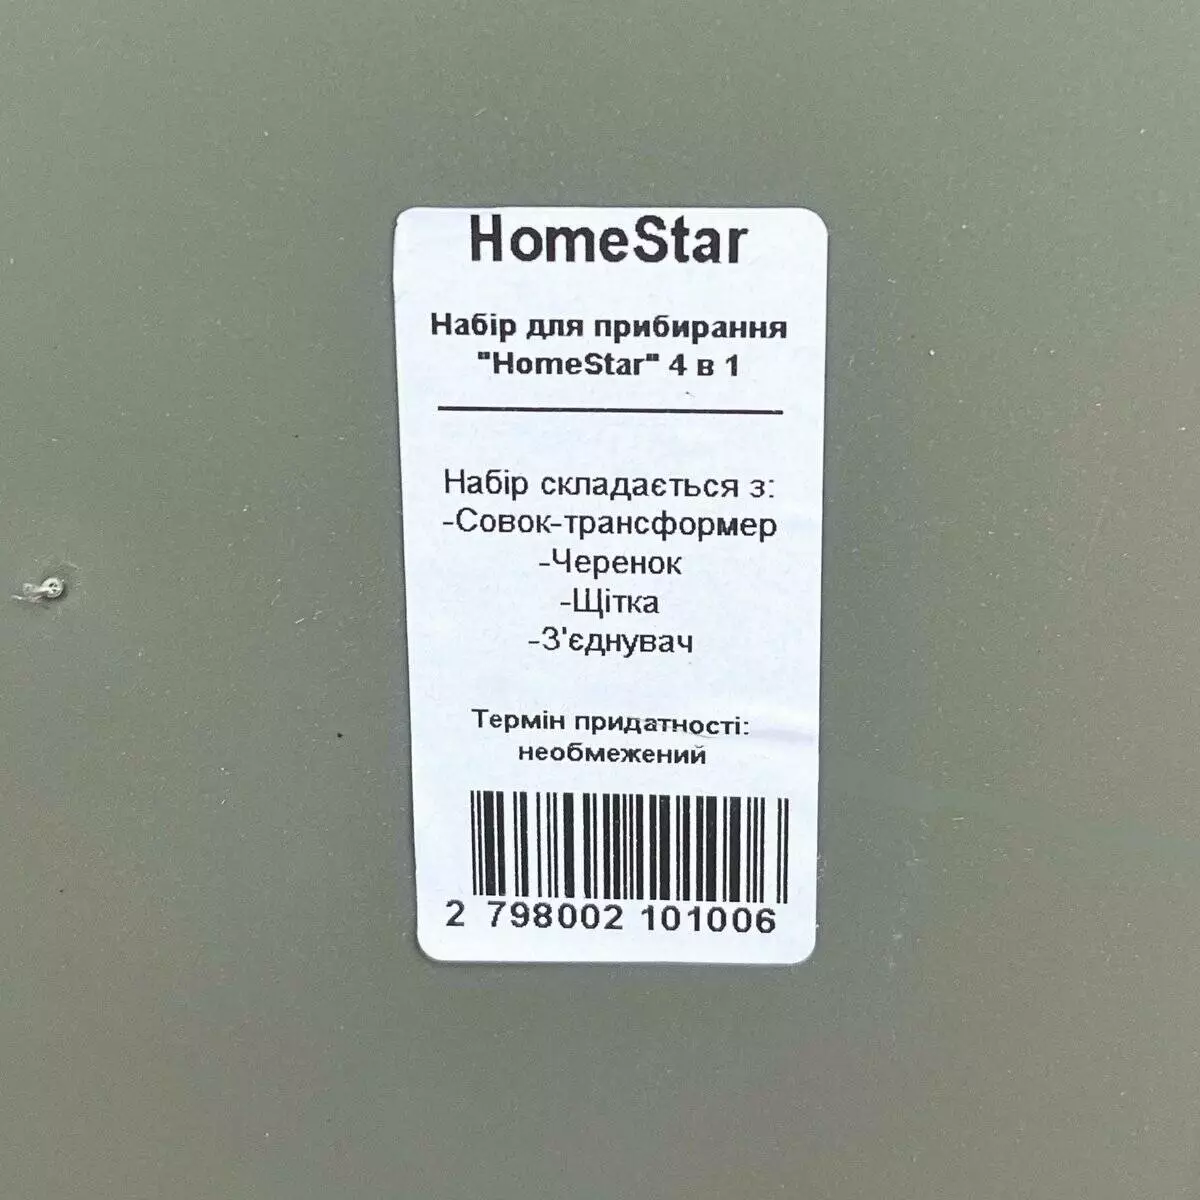 HomeStar
Набір для прибирання
"HomeStar" 4 в 1
Набір складається з:
-Совок-трансформер
-Черенок
-Щітка
-З'єднувач
Термін придатності:
необмежений
2 798002 101006